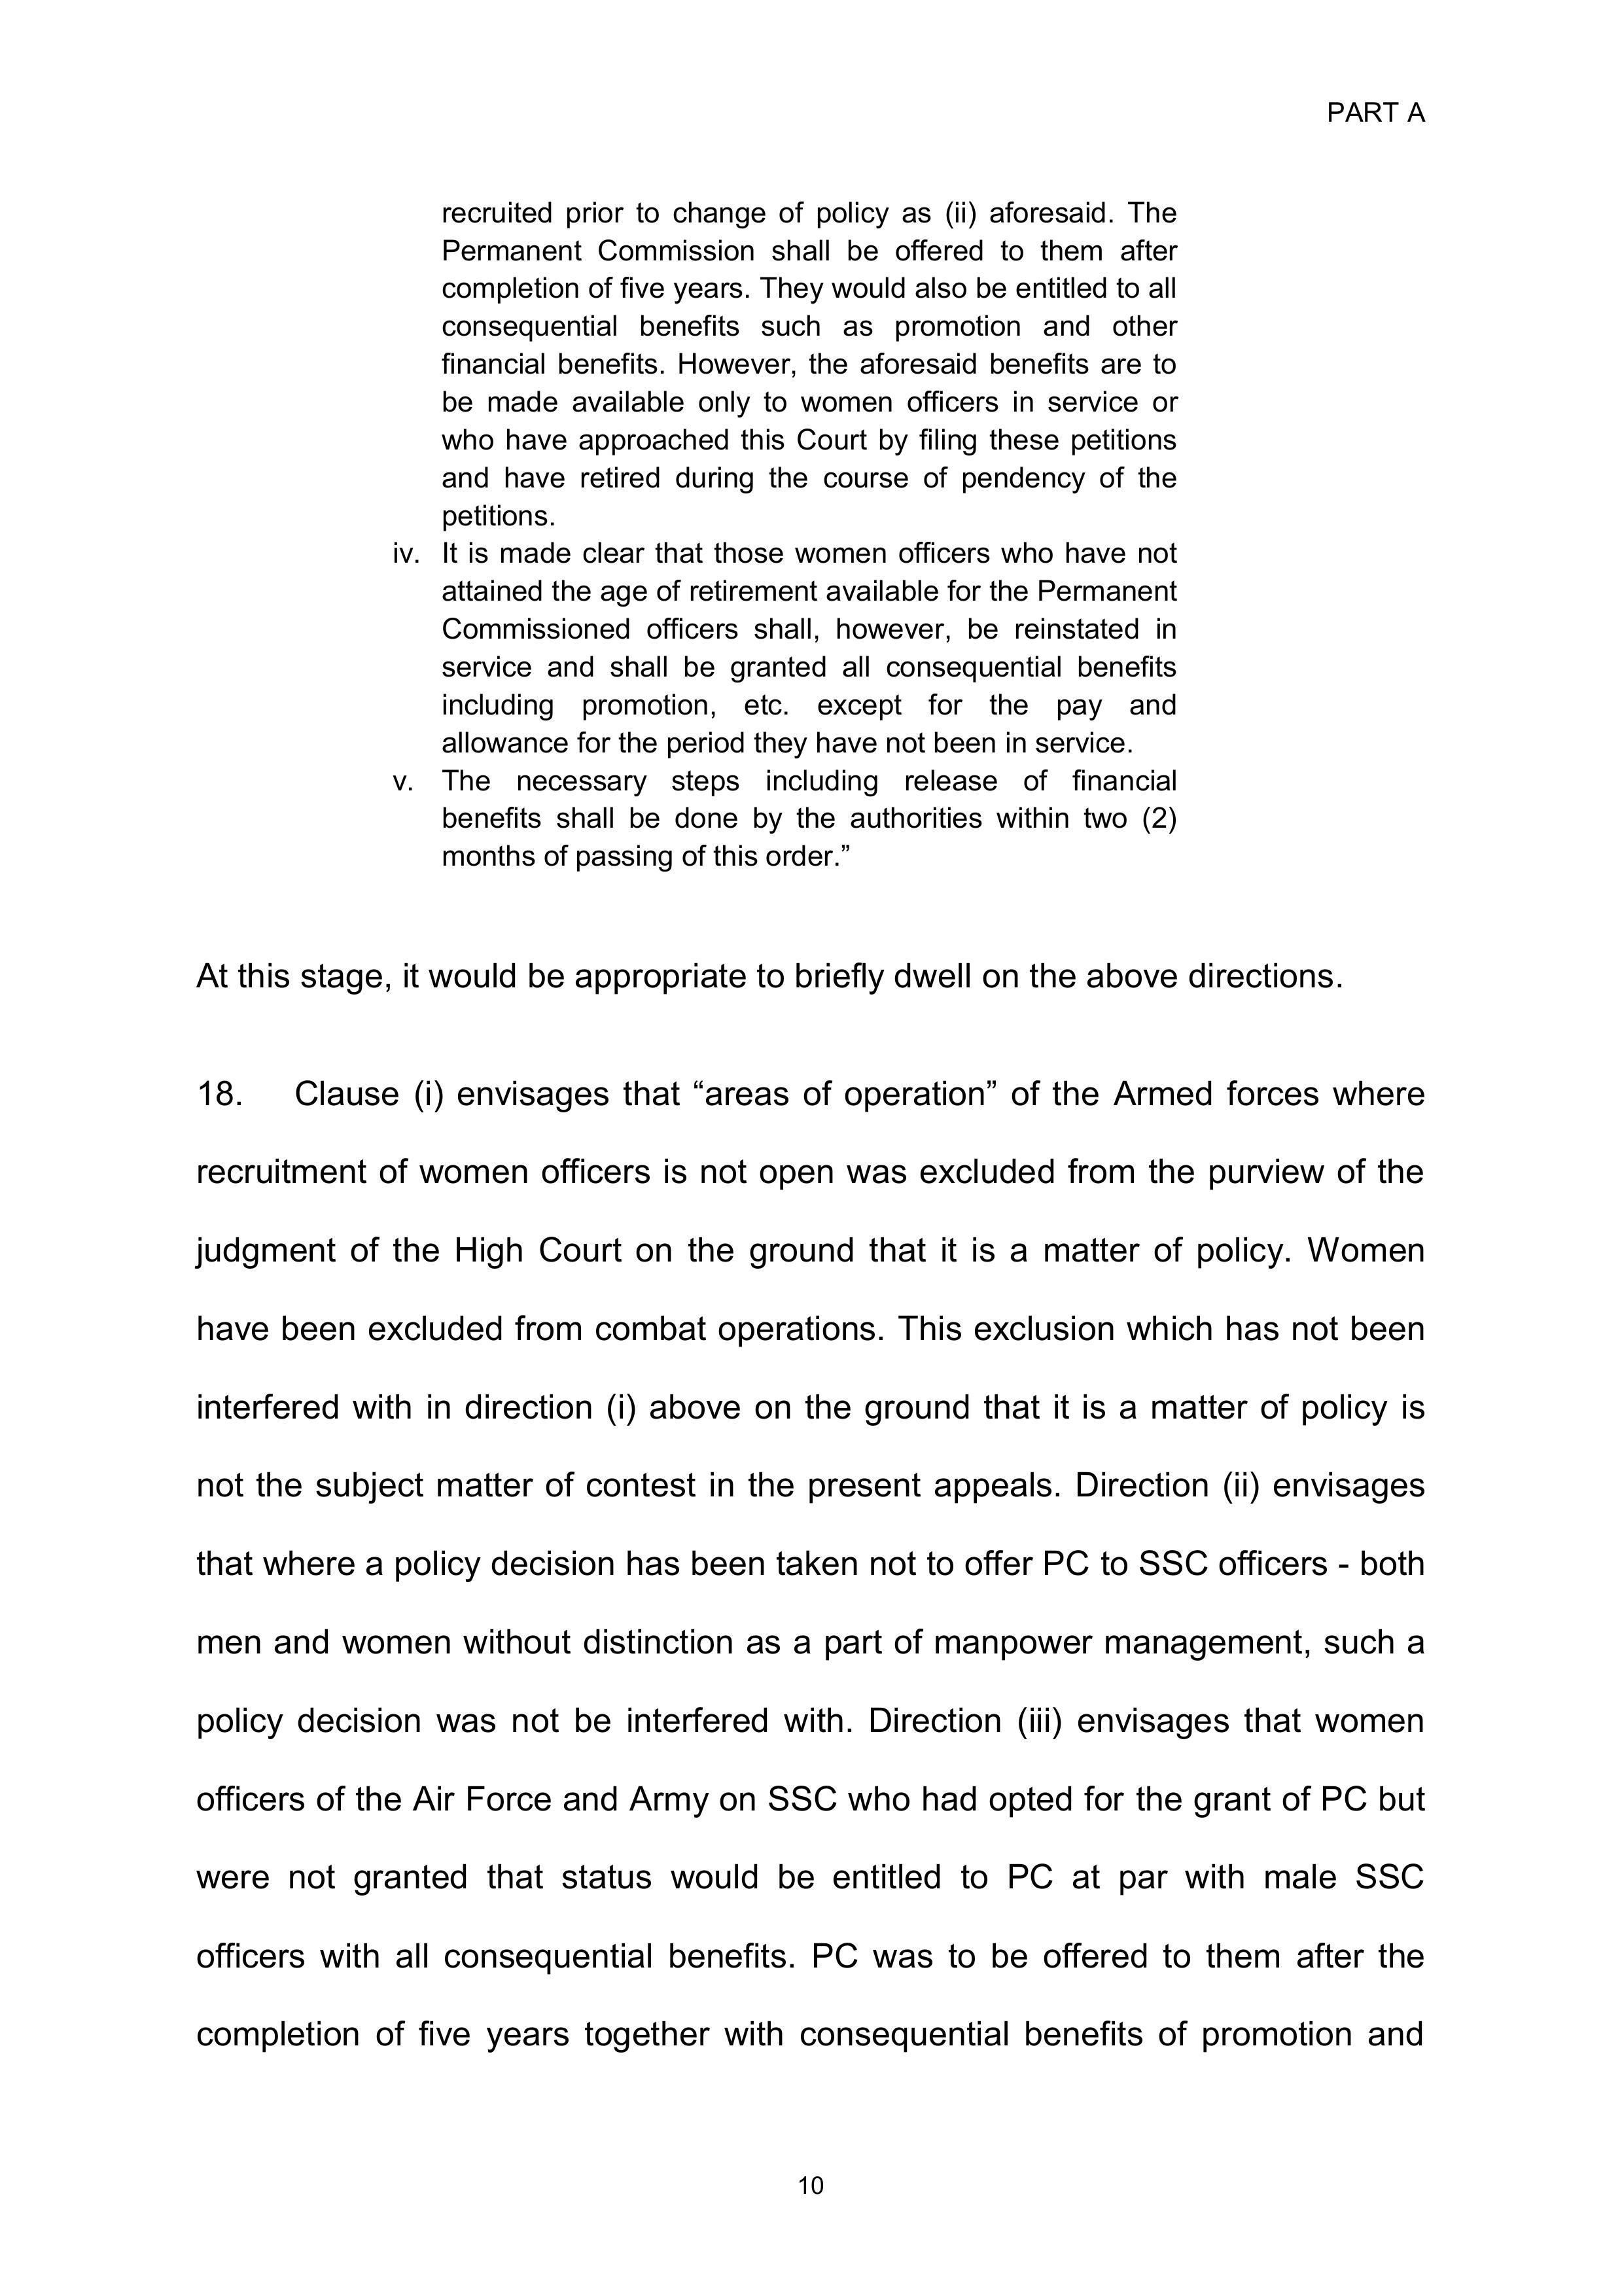 PART A
recruited prior to change of policy as (ii) aforesaid. The
Permanent Commission shall be offered to them after
completion of five years. They would also be entitled to all
consequential benefits such as promotion and other
financial benefits. However, the aforesaid benefits are to
be made available only to women officers in service or
who have approached this Court by filing these petitions
and have retired during the course of pendency of the
petitions.
iv. It is made clear that those women officers who have not
attained the age of retirement available for the Permanent
Commissioned officers shall, however, be reinstated in
service and shall be granted all consequential benefits
including promotion, etc. except for the pay and
allowance for the period they have not been in service.
v. The necessary steps including release of financial
benefits shall be done by the authorities within two (2)
months of passing of this order.”
At this stage, it would be appropriate to briefly dwell on the above directions.
18. Clause (i) envisages that “areas of operation” of the Armed forces where
recruitment of women officers is not open was excluded from the purview of the
judgment of the High Court on the ground that it is a matter of policy. Women
have been excluded from combat operations. This exclusion which has not been
interfered with in direction (i) above on the ground that it is a matter of policy is
not the subject matter of contest in the present appeals. Direction (ii) envisages
that where a policy decision has been taken not to offer PC to SSC officers - both
men and women without distinction as a part of manpower management, such a
policy decision was not be interfered with. Direction (iii) envisages that women
officers of the Air Force and Army on SSC who had opted for the grant of PC but
were not granted that status would be entitled to PC at par with male SSC
officers with all consequential benefits. PC was to be offered to them after the
completion of five years together with consequential benefits of promotion and
10